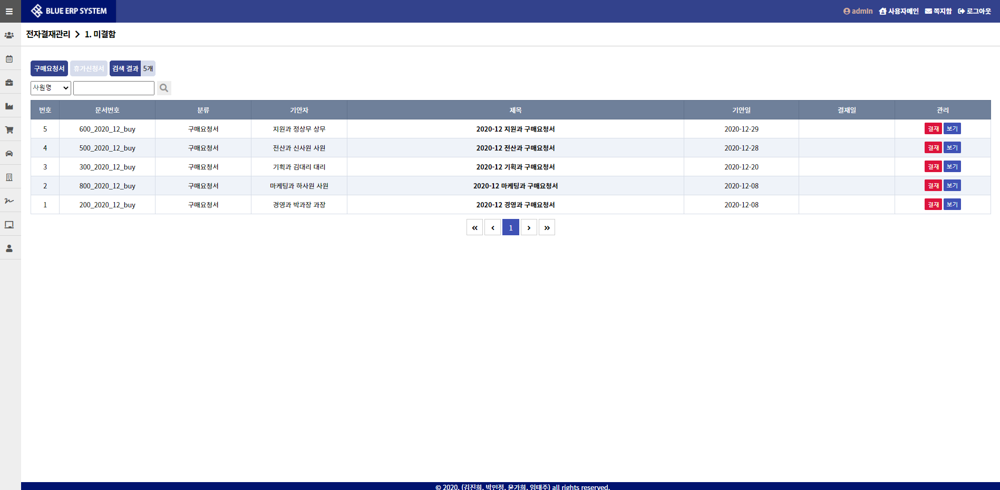 BLUE ERP SYSTEM
admin 사용자메인 쪽지함 로그아웃
전자결재관리 > 1. 미결함
구매요청서 휴가신청서 검색 결과 5개
사원명
번호 문서번호 분류 기안자 제목 기안일 결재일 관리
5 600_2020_12_buy 구매요청서 지원과 정상무 상무 2020-12 지원과 구매요청서 2020-12-29 결재 보기
4 500_2020_12_buy 구매요청서 전산과 신사원 사원 2020-12 전산과 구매요청서 2020-12-28 결재 보기
3 300_2020_12_buy 구매요청서 기획과 김대리 대리 2020-12 기획과 구매요청서 2020-12-20 결재 보기
2 800_2020_12_buy 구매요청서 마케팅과 하사원 사원 2020-12 마케팅과 구매요청서 2020-12-08 결재 보기
1 200_2020_12_buy 구매요청서 경영과 박과장 과장 2020-12 경영과 구매요청서 2020-12-08 결재 보기
« ‹ 1 › »
© 2020. (김진희, 박민정, 윤가희, 임태주) all rights reserved.